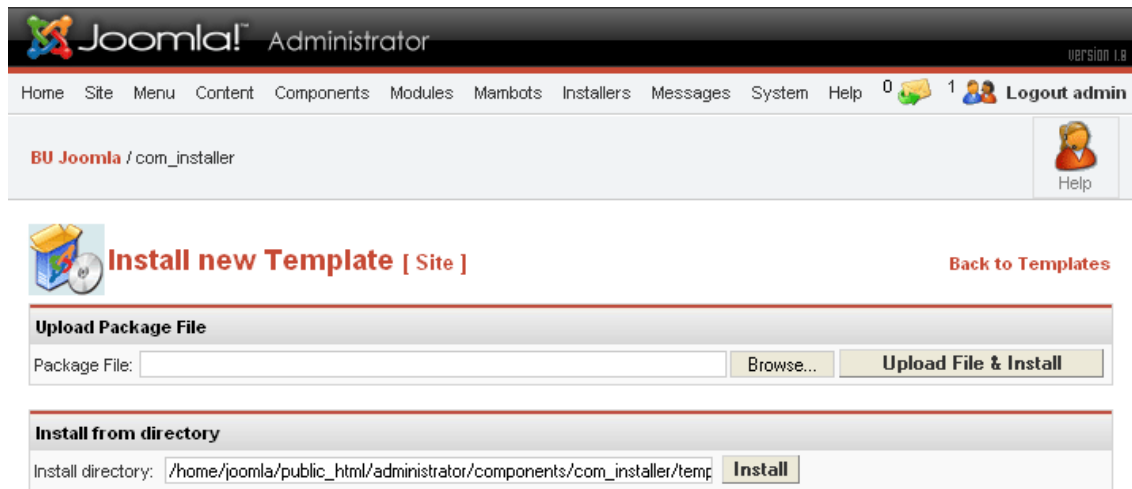 Joomla!™ Administrator
version 1.0
Home Site Menu Content Components Modules Mambots Installers Messages System Help 0 1 Logout admin
BU Joomla / com_installer
Help
Install new Template [ Site ]
Back to Templates
Upload Package File
Package File: Browse... Upload File & Install
Install from directory
Install directory: /home/joomla/public_html/administrator/components/com_installer/temp Install